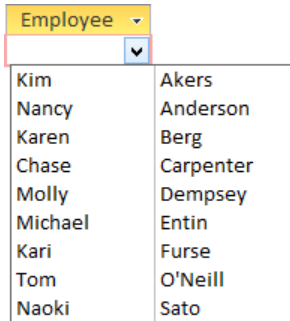 Employee
Kim Akers
Nancy Anderson
Karen Berg
Chase Carpenter
Molly Dempsey
Michael Entin
Kari Furse
Tom O'Neill
Naoki Sato